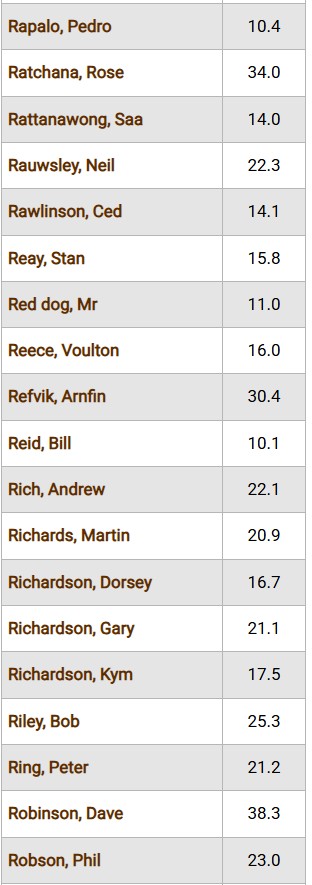 Rapalo, Pedro 10.4
Ratchana, Rose 34.0
Rattanawong, Saa 14.0
Rauwsley, Neil 22.3
Rawlinson, Ced 14.1
Reay, Stan 15.8
Red dog, Mr 11.0
Reece, Voulton 16.0
Refvik, Arnfin 30.4
Reid, Bill 10.1
Rich, Andrew 22.1
Richards, Martin 20.9
Richardson, Dorsey 16.7
Richardson, Gary 21.1
Richardson, Kym 17.5
Riley, Bob 25.3
Ring, Peter 21.2
Robinson, Dave 38.3
Robson, Phil 23.0